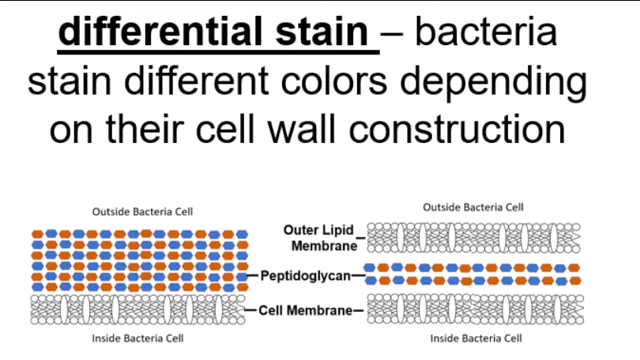 differential stain – bacteria
stain different colors depending
on their cell wall construction
Outside Bacteria Cell
Outside Bacteria Cell
Outer Lipid
Membrane
Peptidoglycan
Cell Membrane
Inside Bacteria Cell
Inside Bacteria Cell